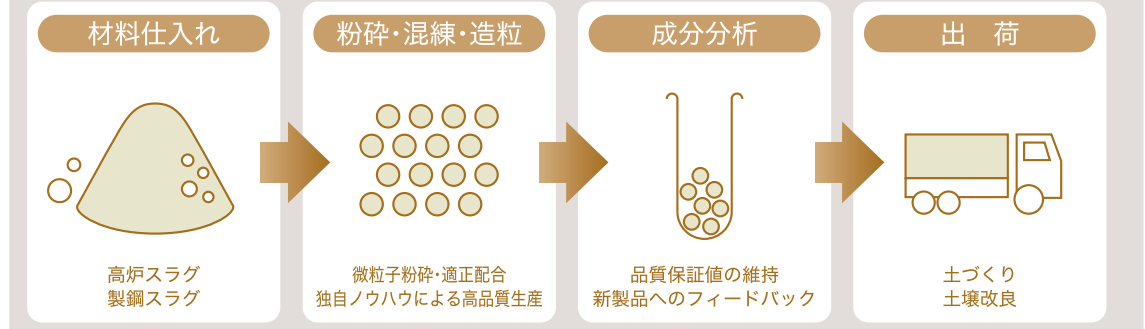 材料仕入れ
高炉スラグ
製鋼スラグ
粉砕・混練・造粒
微粒子粉砕・適正配合
独自ノウハウによる高品質生産
成分分析
品質保証値の維持
新製品へのフィードバック
出　荷
土づくり
土壌改良